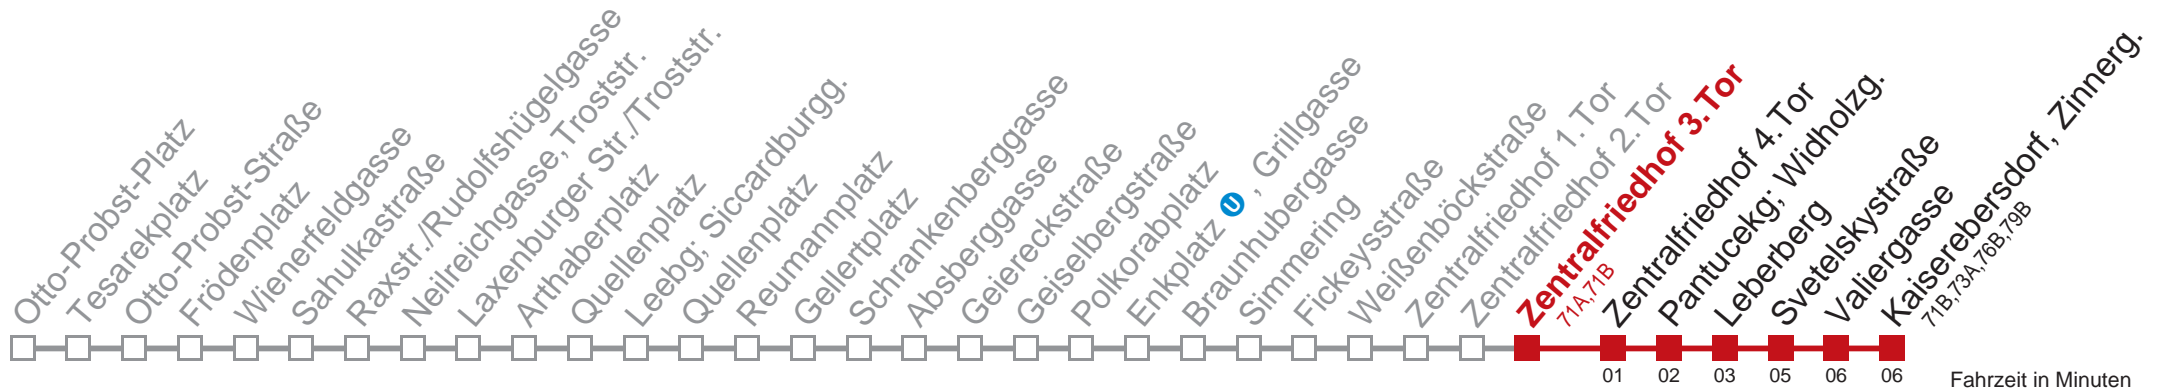 Otto-Probst-Platz
Tesarekplatz
Otto-Probst-Straße
Frödenplatz
Wienerfeldgasse
Sahulkastraße
Raxstr./Rudolfshügelgasse
Neilreichgasse, Troststr.
Laxenburger Str./Troststr.
Arthaberplatz
Quellenplatz
Leebg; Siccardburgg.
Quellenplatz
Reumannplatz
Gellertplatz
Schrankenberggasse
Absberggasse
Geiereckstraße
Geiselbergstraße
Polkorabplatz
Enkplatz U , Grillgasse
Braunhubergasse
Simmering
Fickeysstraße
Weißenböckstraße
Zentralfriedhof 1.Tor
Zentralfriedhof 2.Tor
Zentralfriedhof 3.Tor
71A,71B
Zentralfriedhof 4.Tor
Pantucekg; Widholzg.
Leberberg
Svetelskystraße
Valiergasse
Kaiserebersdorf, Zinnerg.
71B,73A,76B,79B
01 02 03 05 06 06
Fahrzeit in Minuten